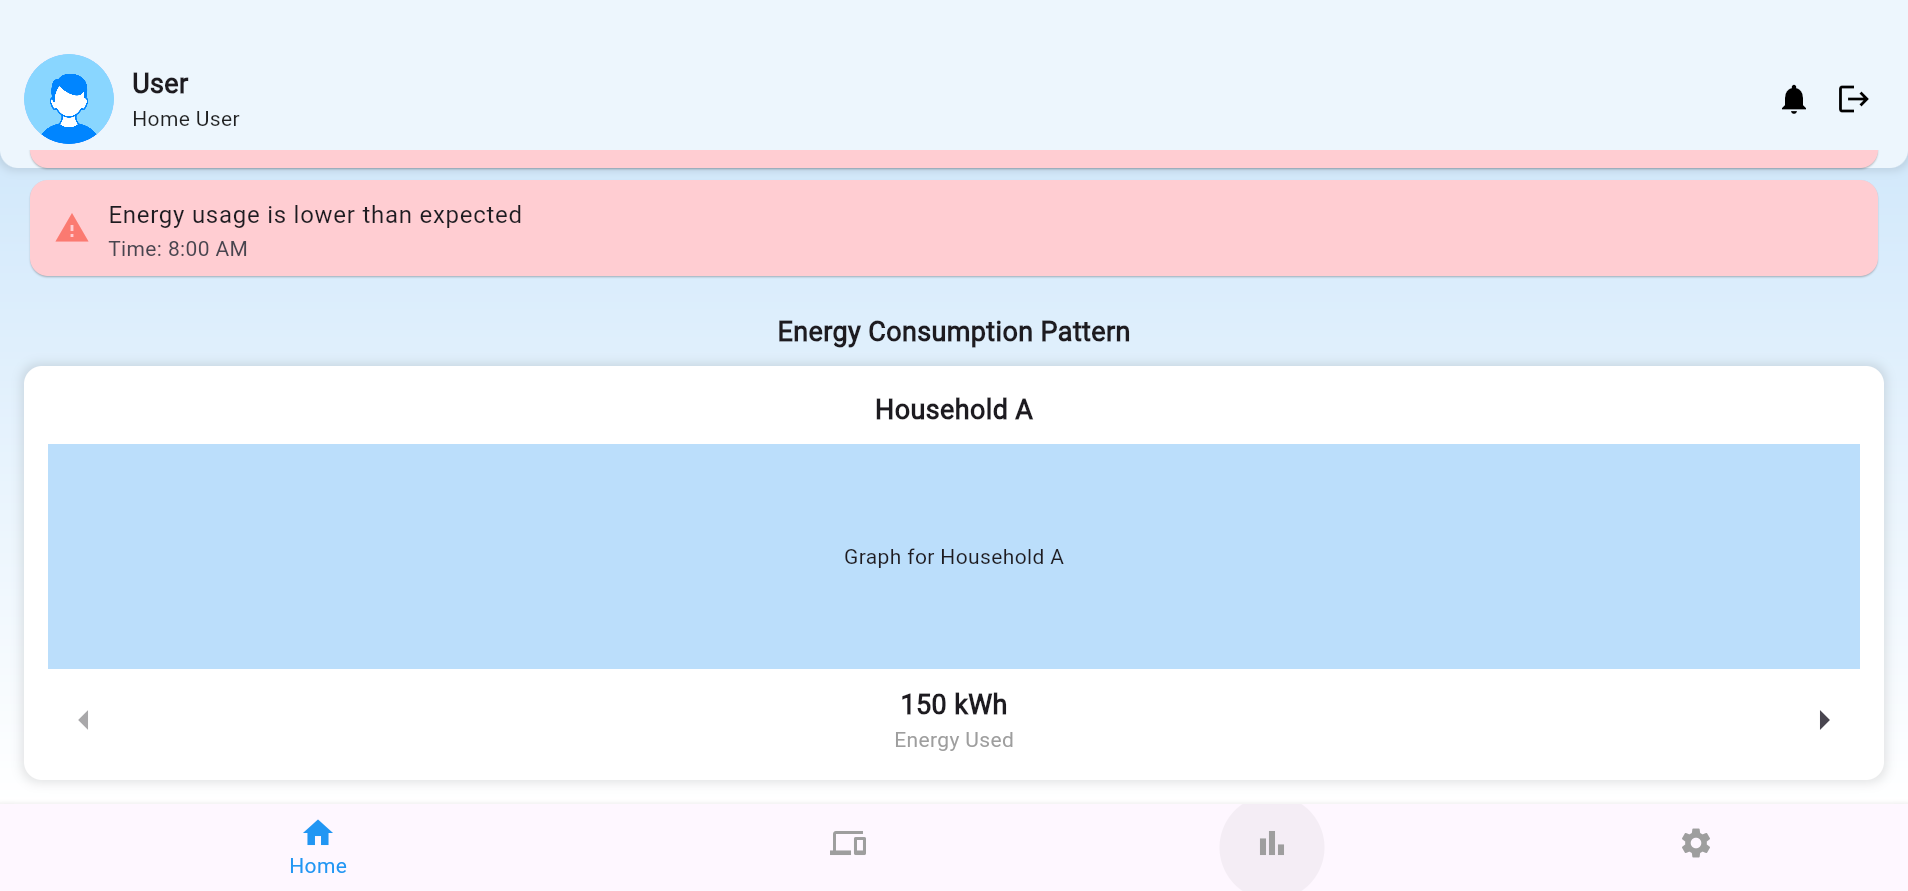 User
Home User
Energy usage is lower than expected
Time: 8:00 AM
Energy Consumption Pattern
Household A
Graph for Household A
150 kWh
Energy Used
Home